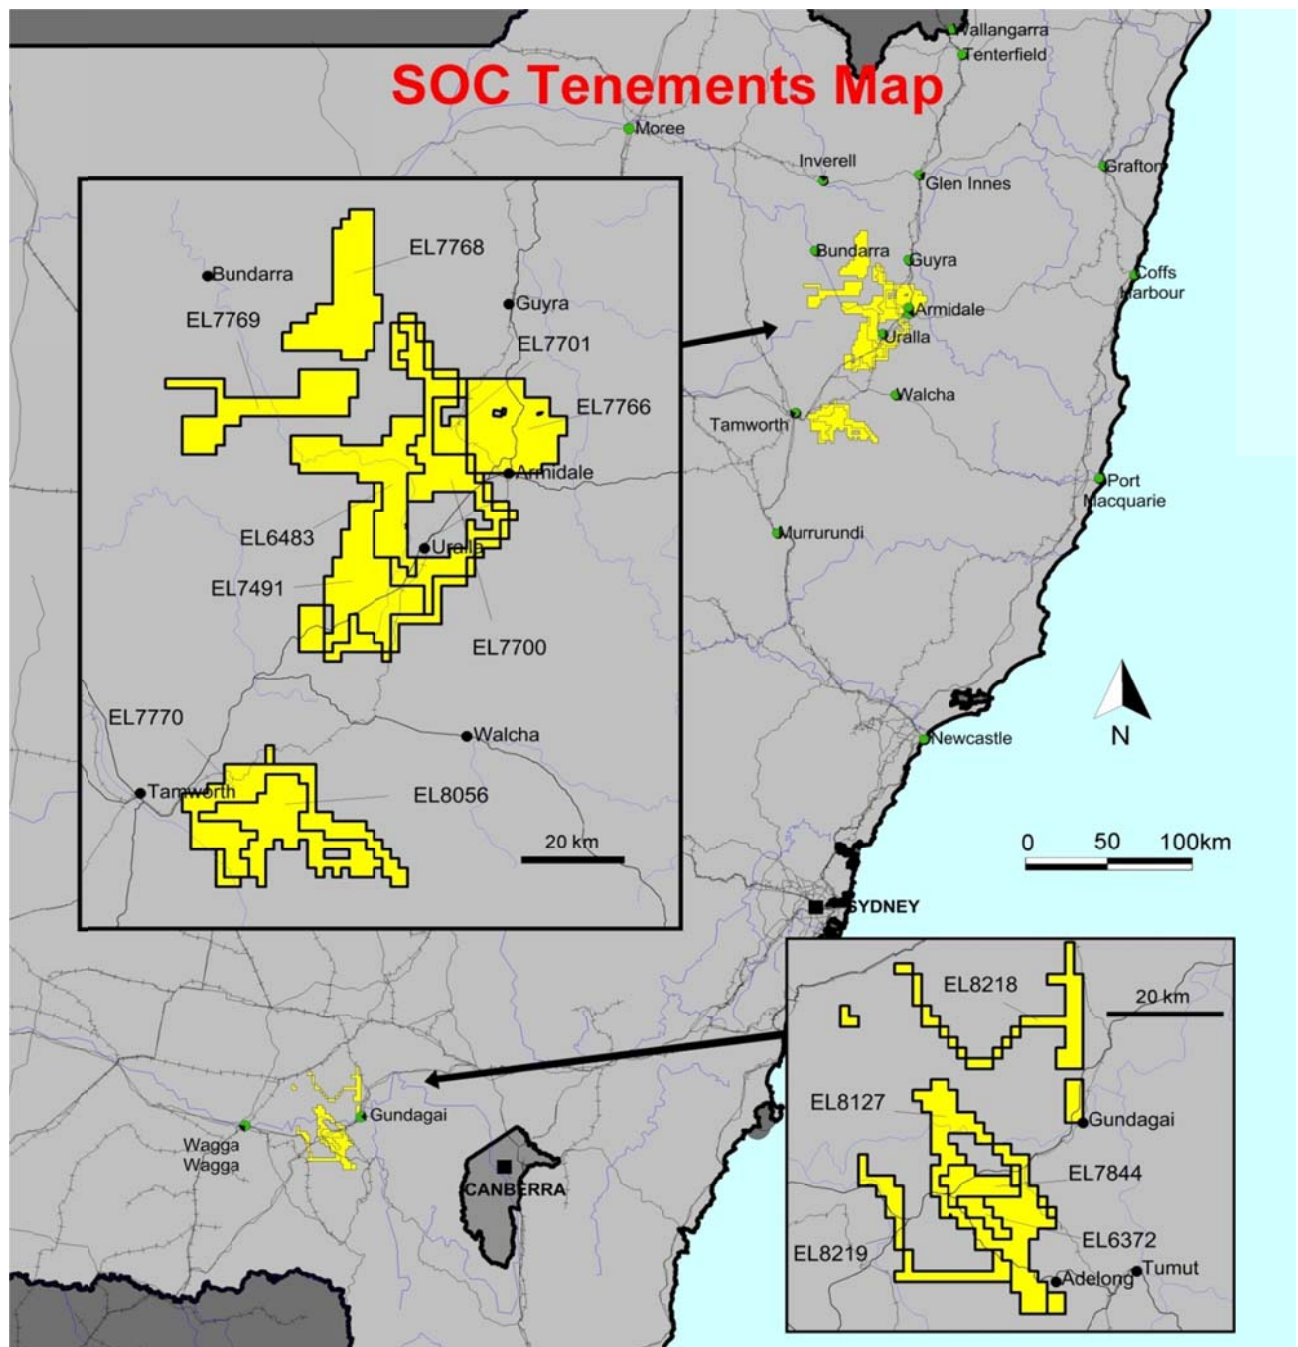 Wallangarra
Tenterfield
SOC Tenements Map
Moree
Inverell
Glen Innes
Grafton
Bundarra
Guyra
Coffs
Harbour
Armidale
Uralla
Walcha
Tamworth
Port
Macquarie
Murrurundi
Newcastle
N
0 50 100km
SYDNEY
EL7768
Bundarra
Guyra
EL7769
EL7701
EL7766
Armidale
EL6483
Uralla
EL7491
EL7700
EL7770
Walcha
Tamworth
EL8056
20 km
EL8218
20 km
EL8127
Gundagai
EL7844
EL6372
EL8219
Adelong
Tumut
Gundagai
Wagga
Wagga
CANBERRA